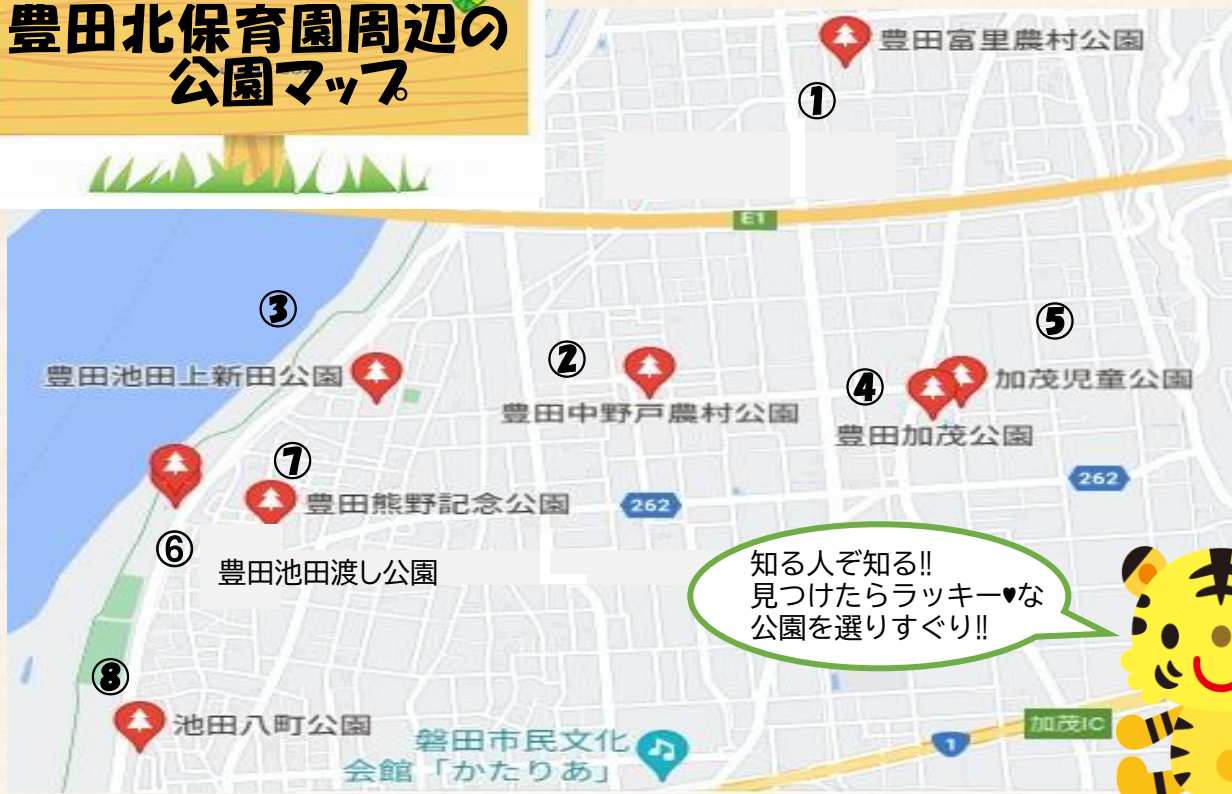 豊田北保育園周辺の
公園マップ
豊田富里農村公園
①
E1
③
②
⑤
豊田池田上新田公園
④
加茂児童公園
豊田中野戸農村公園
豊田加茂公園
⑦
262
豊田熊野記念公園
262
⑥
豊田池田渡し公園
知る人ぞ知る!!
見つけたらラッキー♥な
公園を選りすぐり!!
⑧
池田八町公園
磐田市民文化
会館「かたりあ」
加茂IC
1